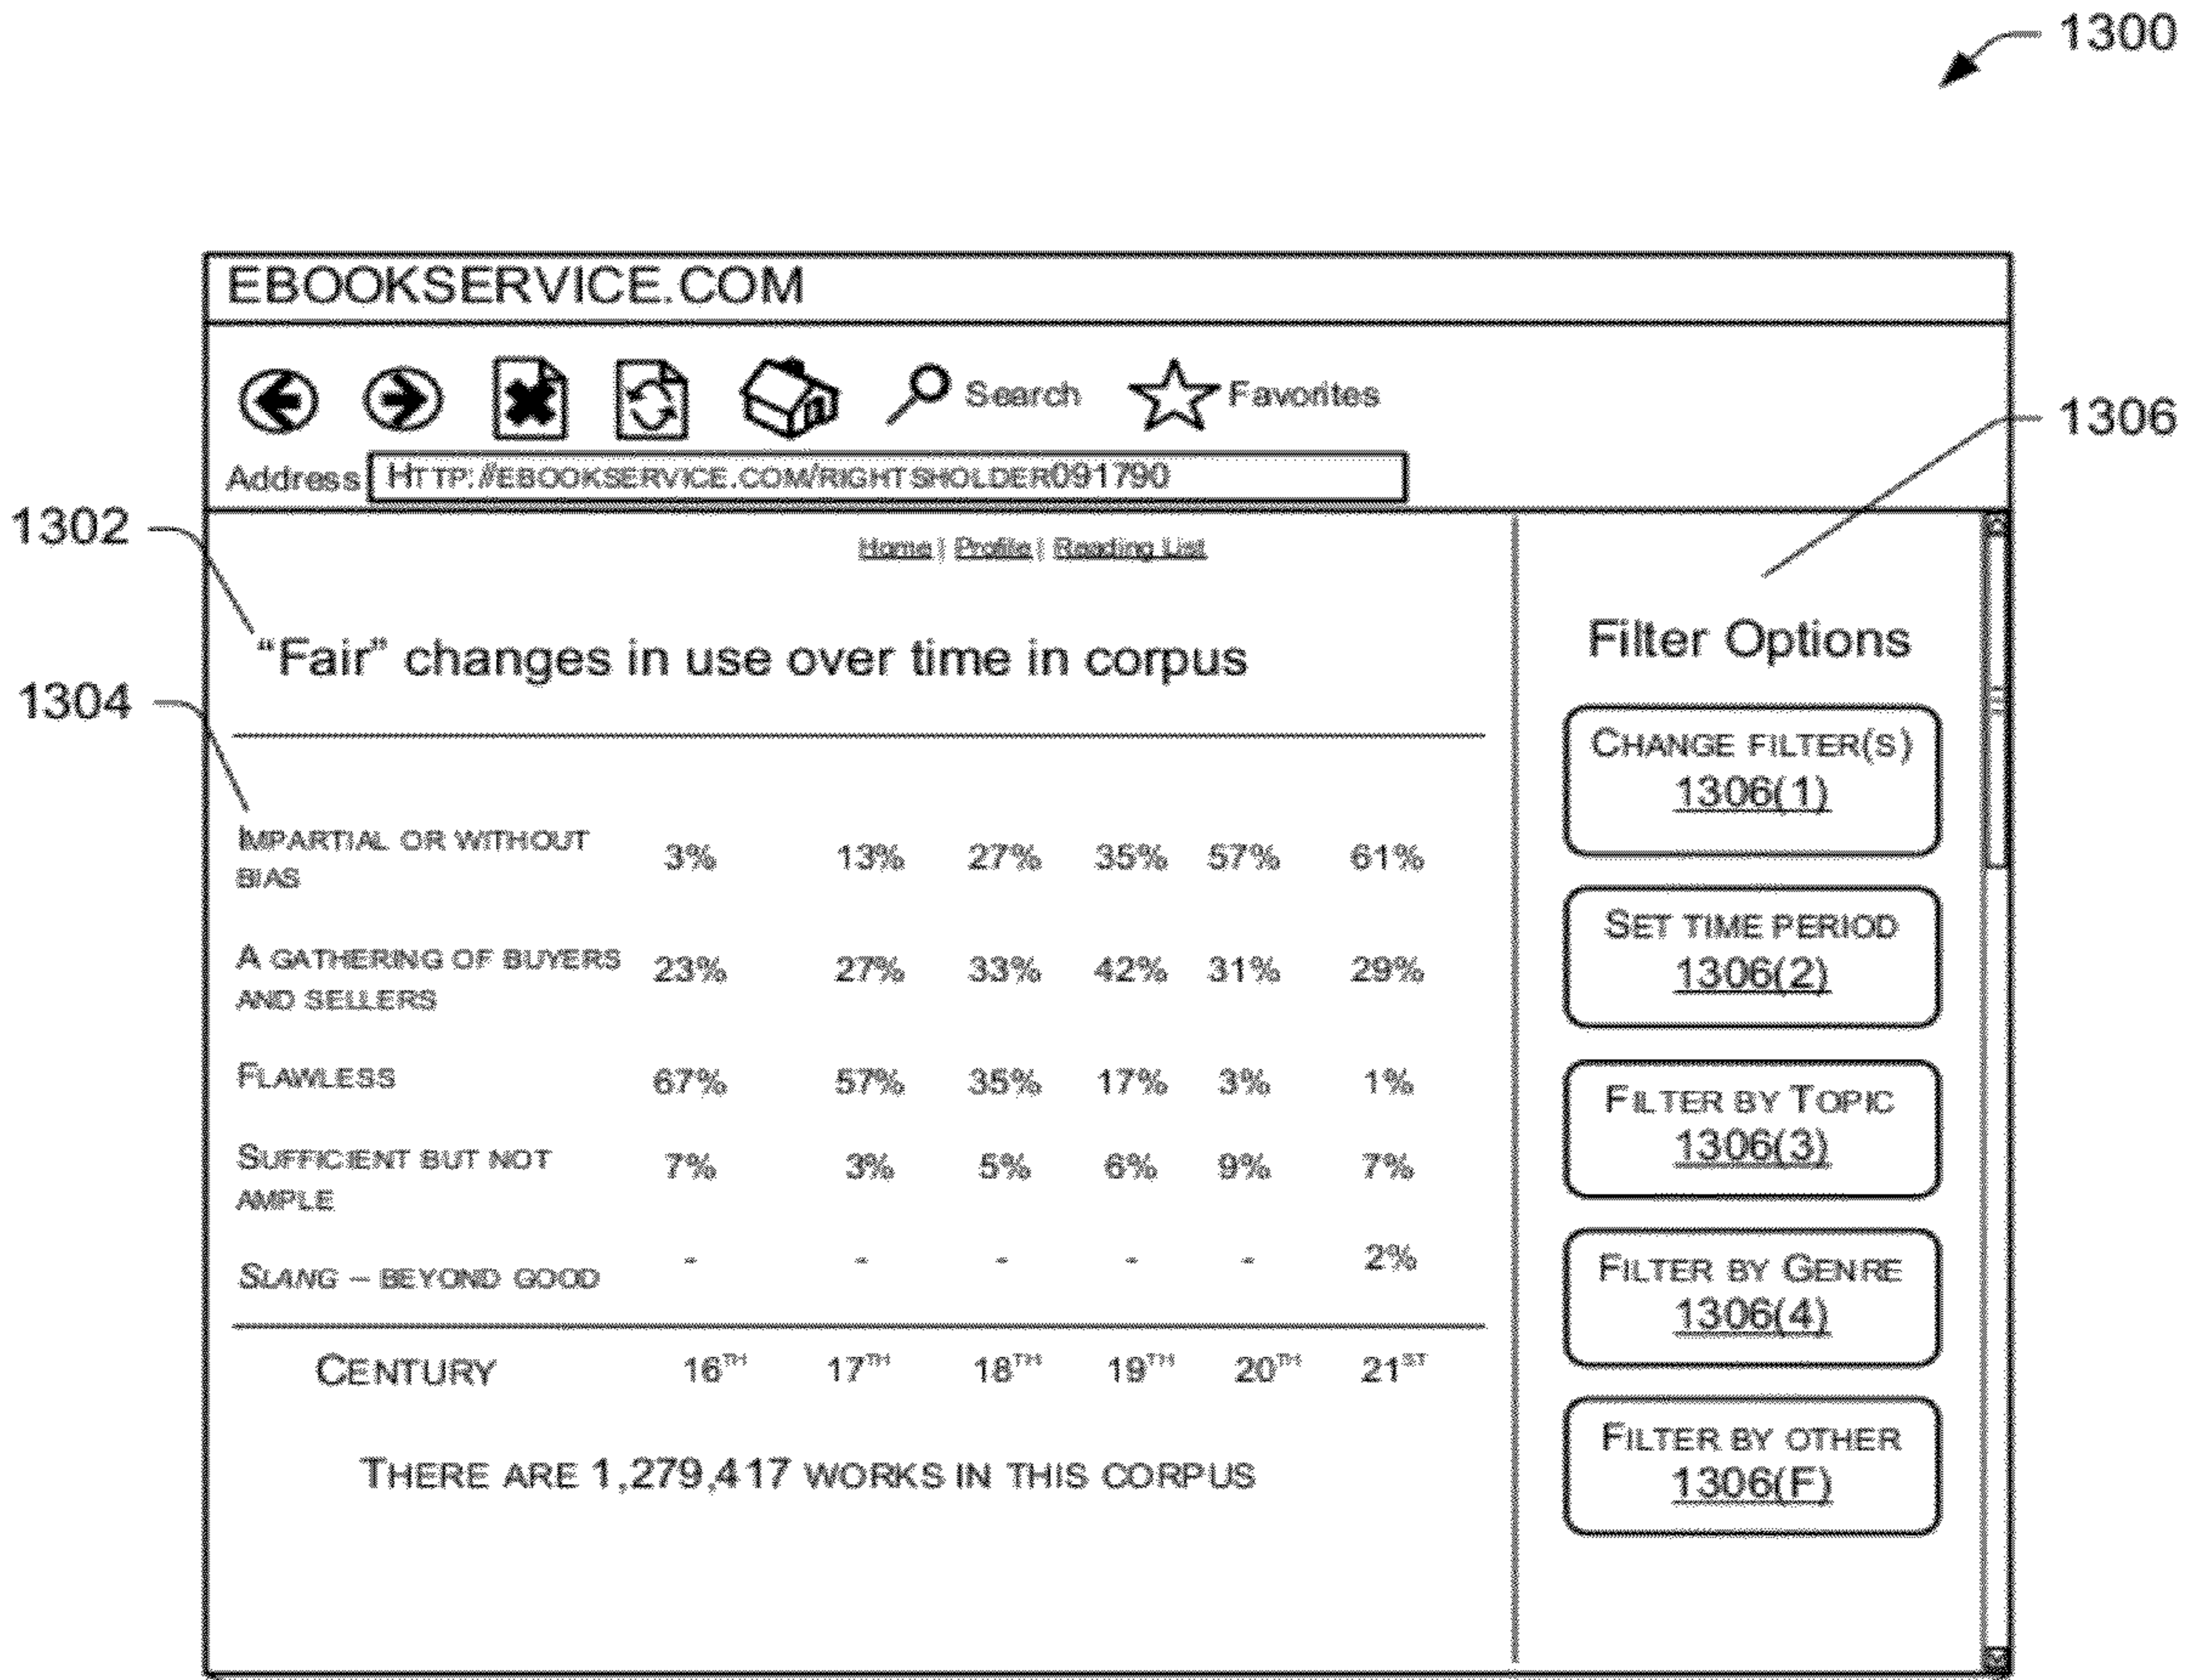 1300
EBOOKSERVICE.COM
Search Favorites
1306
Address HTTP://EBOOKSERVICE.COM/RIGHTSHOLDER091790
1302
Home | Profile | Reading List
"Fair" changes in use over time in corpus
1304
IMPARTIAL OR WITHOUT
BIAS
3% 13% 27% 35% 57% 61%
A GATHERING OF BUYERS
AND SELLERS
23% 27% 33% 42% 31% 29%
FLAWLESS 67% 57% 35% 17% 3% 1%
SUFFICIENT BUT NOT
AMPLE
7% 3% 5% 6% 9% 7%
SLANG – BEYOND GOOD - - - - - 2%
CENTURY 16TH 17TH 18TH 19TH 20TH 21ST
THERE ARE 1,279,417 WORKS IN THIS CORPUS
Filter Options
CHANGE FILTER(S)
1306(1)
SET TIME PERIOD
1306(2)
FILTER BY TOPIC
1306(3)
FILTER BY GENRE
1306(4)
FILTER BY OTHER
1306(F)